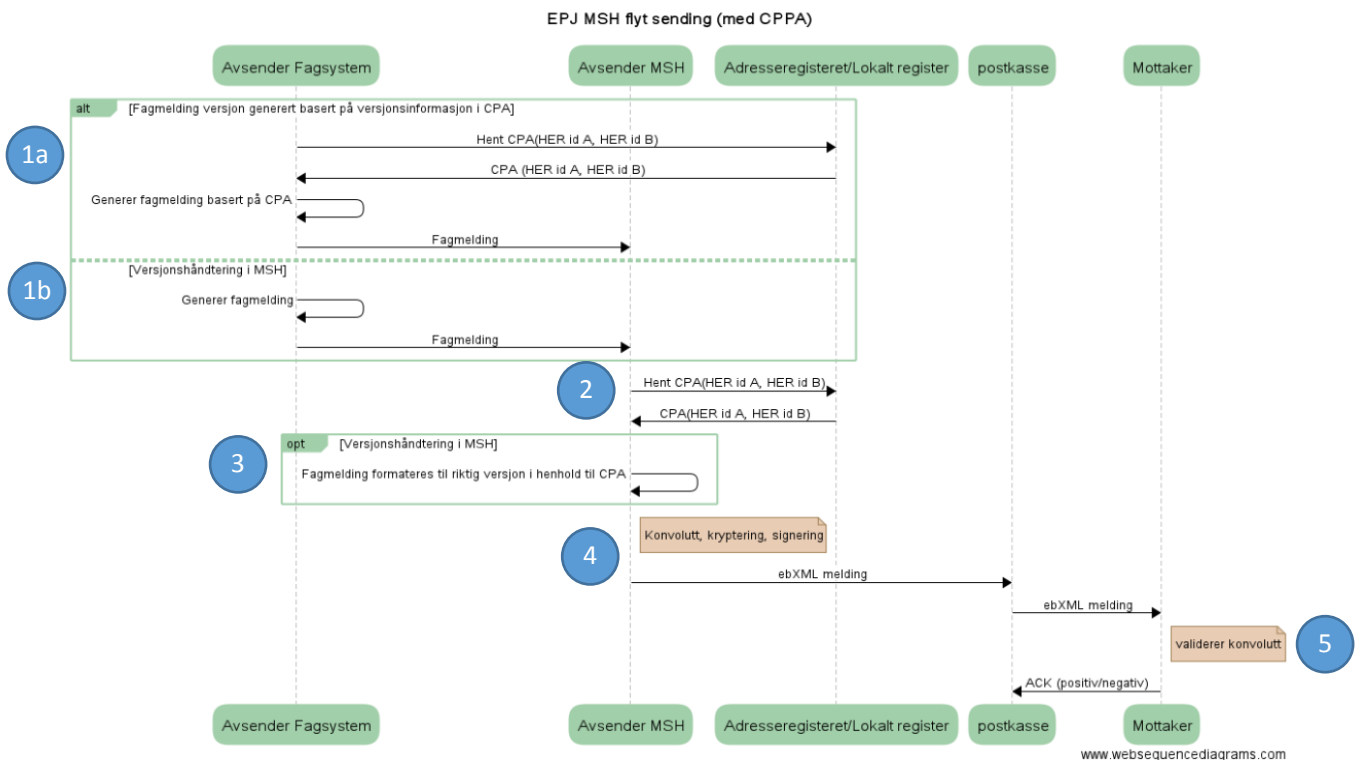 EPJ MSH flyt sending (med CPPA)
Avsender Fagsystem
Avsender MSH
Adresseregisteret/Lokalt register
postkasse
Mottaker
alt
[Fagmelding versjon generert basert på versjonsinformasjon i CPA]
1a
Hent CPA(HER id A, HER id B)
CPA (HER id A, HER id B)
Generer fagmelding basert på CPA
Fagmelding
1b
[Versjonshåndtering i MSH]
Generer fagmelding
Fagmelding
2
Hent CPA(HER id A, HER id B)
CPA(HER id A, HER id B)
3
opt
[Versjonshåndtering i MSH]
Fagmelding formateres til riktig versjon i henhold til CPA
4
Konvolutt, kryptering, signering
ebXML melding
ebXML melding
validerer konvolutt
5
ACK (positiv/negativ)
Avsender Fagsystem
Avsender MSH
Adresseregisteret/Lokalt register
postkasse
Mottaker
www.websequencediagrams.com